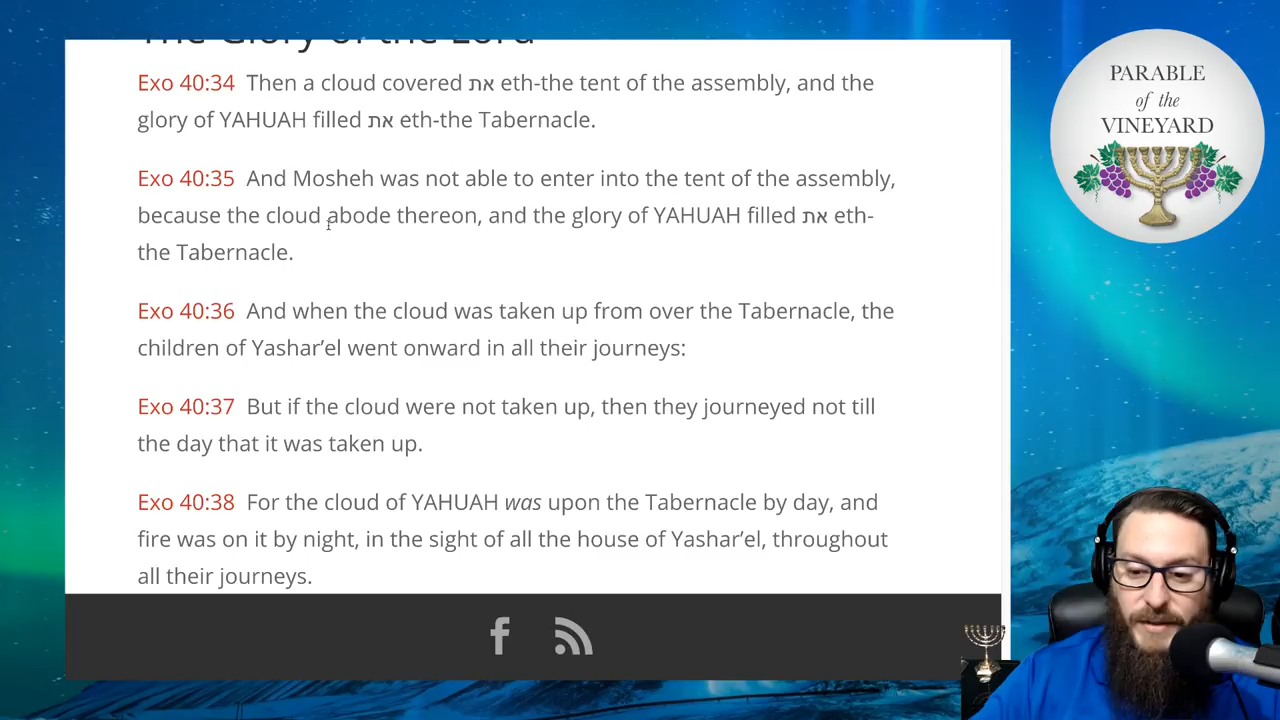 The Glory of the Lord
Exo 40:34 Then a cloud covered את eth-the tent of the assembly, and the
glory of YAHUAH filled את eth-the Tabernacle.
Exo 40:35 And Mosheh was not able to enter into the tent of the assembly,
because the cloud abode thereon, and the glory of YAHUAH filled את eth-
the Tabernacle.
Exo 40:36 And when the cloud was taken up from over the Tabernacle, the
children of Yashar’el went onward in all their journeys:
Exo 40:37 But if the cloud were not taken up, then they journeyed not till
the day that it was taken up.
Exo 40:38 For the cloud of YAHUAH was upon the Tabernacle by day, and
fire was on it by night, in the sight of all the house of Yashar’el, throughout
all their journeys.
PARABLE
of the
VINEYARD